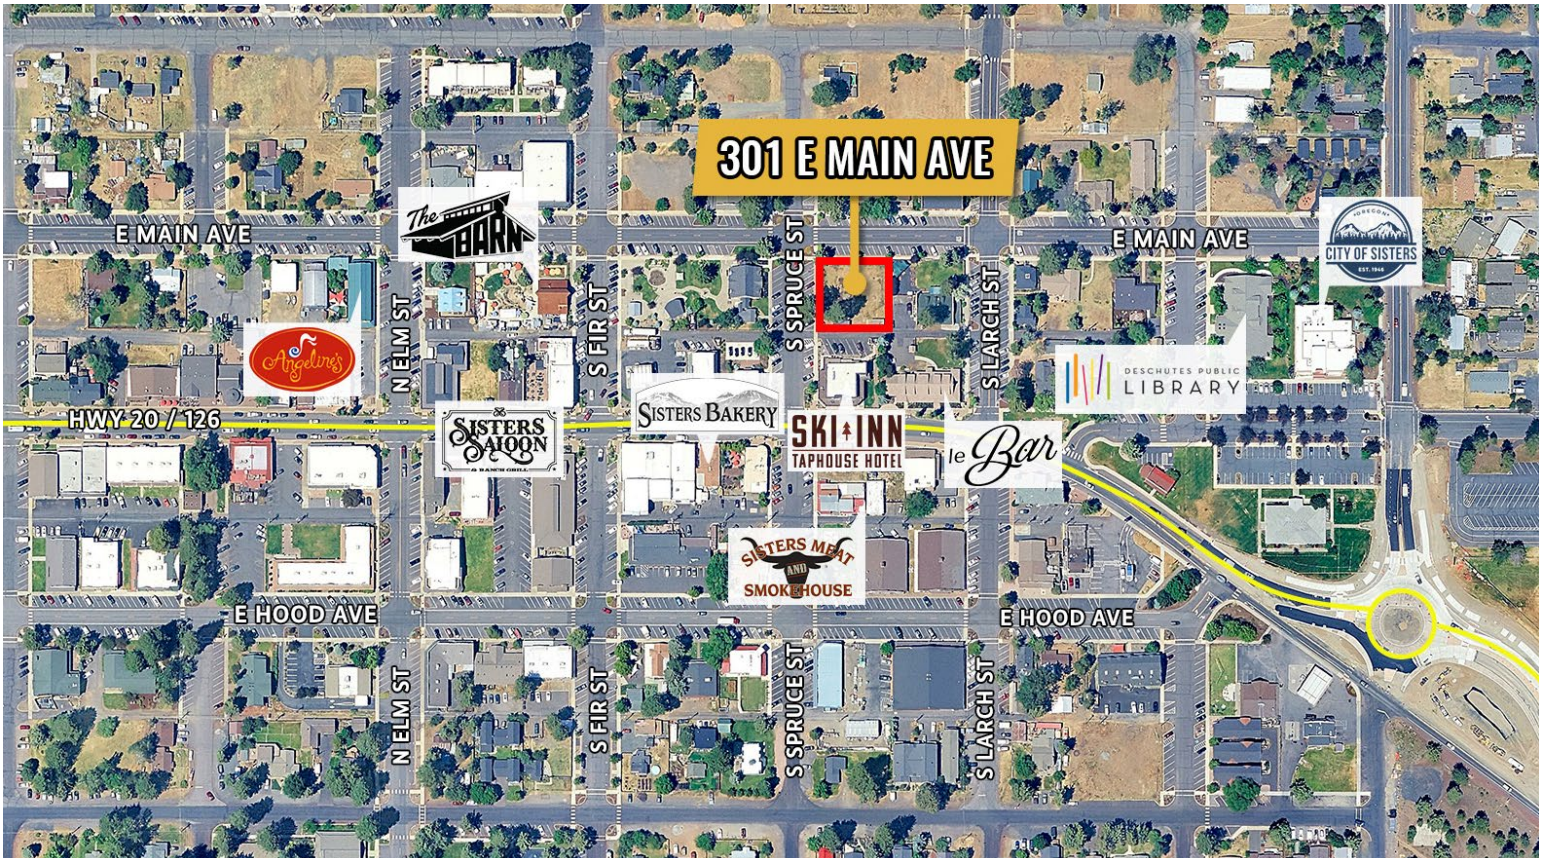 301 E MAIN AVE
The
BARN
E MAIN AVE
S SPRUCE ST
E MAIN AVE
OREGON
CITY OF SISTERS
EST. 1946
N ELM ST
S FIR ST
S LARCH ST
Angeline's
DESCHUTES PUBLIC
LIBRARY
HWY 20 / 126
SISTERS
SALOON
& RANCH GRILL
SISTERS BAKERY
SKI INN
TAPHOUSE HOTEL
le Bar
SISTERS MEAT
AND
SMOKEHOUSE
E HOOD AVE
E HOOD AVE
N ELM ST
S FIR ST
S SPRUCE ST
S LARCH ST